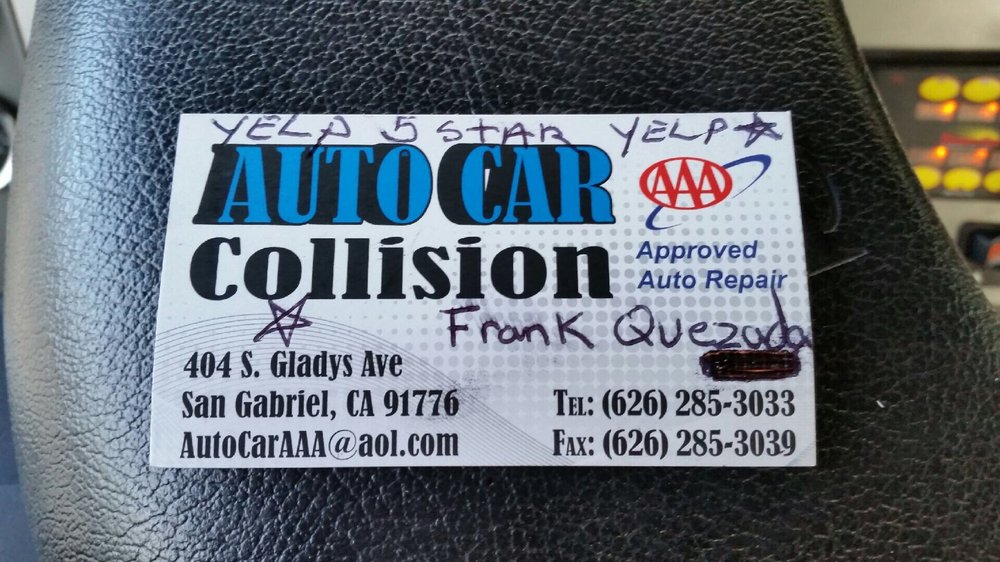 YELP 5 STAR YELP
AUTO CAR
Collision
AAA
Approved
Auto Repair
Frank Quezada
404 S. Gladys Ave
San Gabriel, CA 91776
AutoCarAAA@aol.com
TEL: (626) 285-3033
FAX: (626) 285-3039